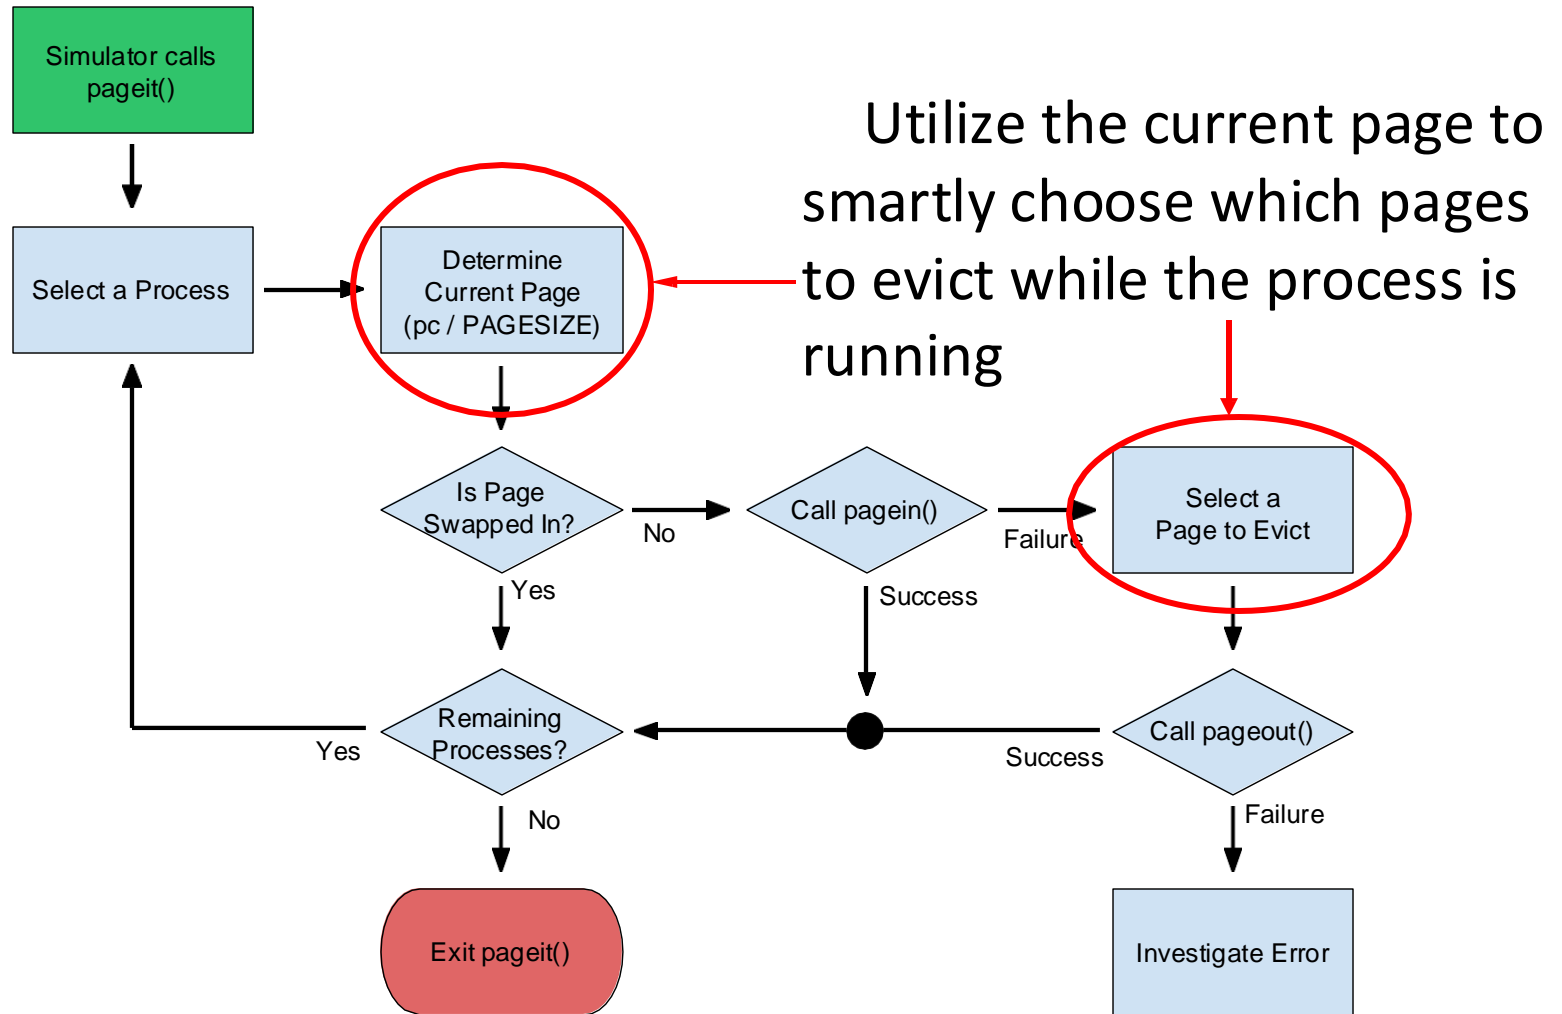 Simulator calls
pageit()
Utilize the current page to
smartly choose which pages
to evict while the process is
running
Select a Process
Determine
Current Page
(pc / PAGESIZE)
Is Page
Swapped In?
No
Call pagein()
Failure
Select a
Page to Evict
Yes
Success
Remaining
Processes?
Yes
Success
Call pageout()
No
Failure
Exit pageit()
Investigate Error